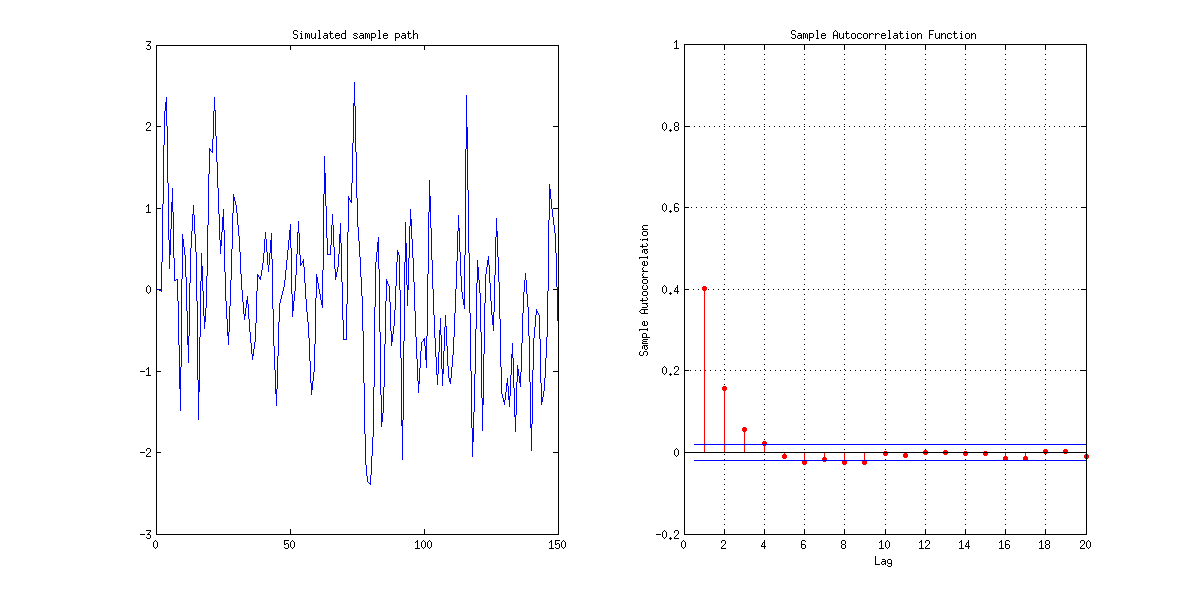 Simulated sample path
3
2
1
0
-1
-2
-3
0 50 100 150
Sample Autocorrelation Function
1
0.8
0.6
0.4
0.2
0
-0.2
Sample Autocorrelation
0 2 4 6 8 10 12 14 16 18 20
Lag